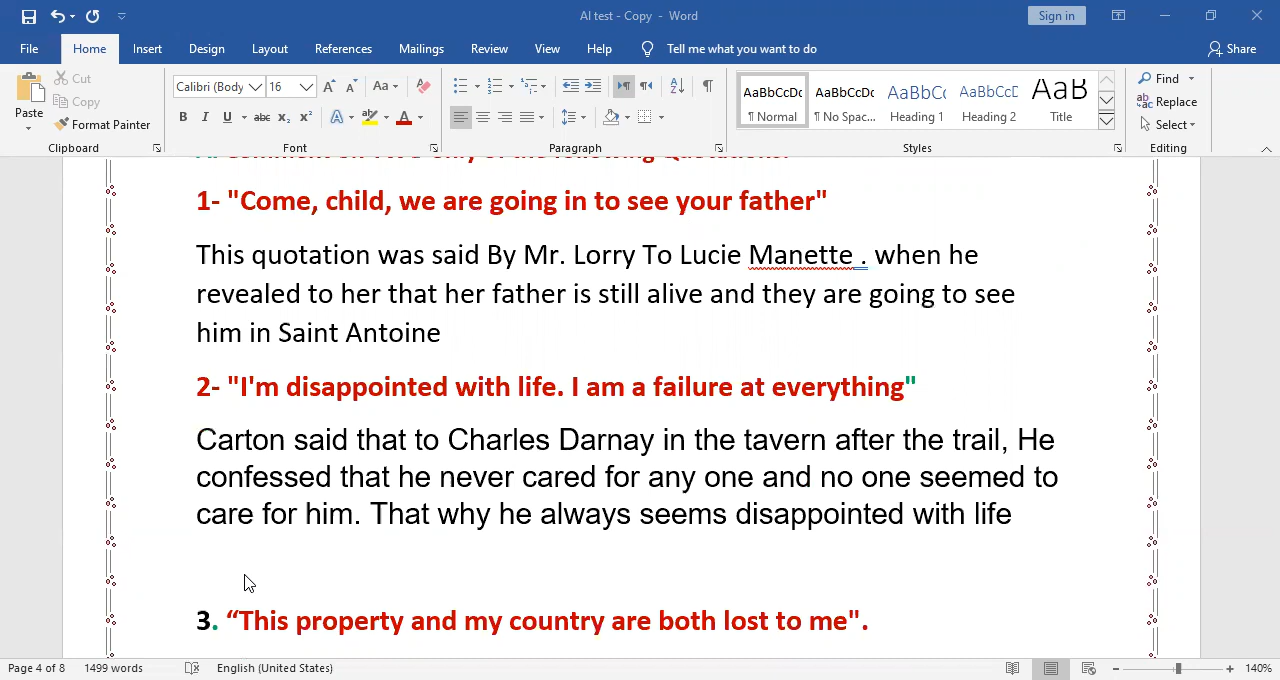 AI test - Copy - Word
Sign in
File Home Insert Design Layout References Mailings Review View Help Tell me what you want to do Share
Paste
Cut
Copy
Format Painter
Clipboard
Calibri (Body 16
Font
Paragraph
AaBbCcDc AaBbCcDc AaBbCc AaBbCcD AaB
¶ Normal ¶ No Spac... Heading 1 Heading 2 Title
Styles
Find
Replace
Select
Editing
1- "Come, child, we are going in to see your father"
This quotation was said By Mr. Lorry To Lucie Manette . when he
revealed to her that her father is still alive and they are going to see
him in Saint Antoine
2- "I'm disappointed with life. I am a failure at everything"
Carton said that to Charles Darnay in the tavern after the trail, He
confessed that he never cared for any one and no one seemed to
care for him. That why he always seems disappointed with life
3. “This property and my country are both lost to me".
Page 4 of 8 1499 words English (United States) 140%